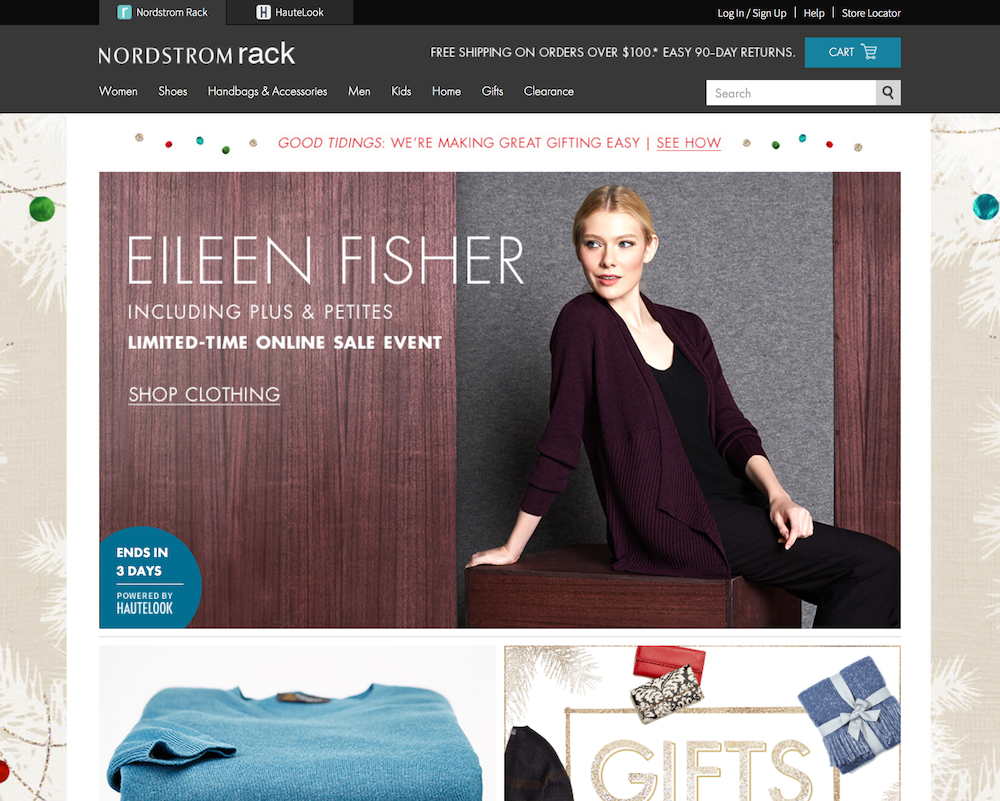 Nordstrom Rack
HauteLook
Log In / Sign Up | Help | Store Locator
NORDSTROM rack
FREE SHIPPING ON ORDERS OVER $100.* EASY 90–DAY RETURNS.
CART
Women Shoes Handbags & Accessories Men Kids Home Gifts Clearance
Search
GOOD TIDINGS: WE'RE MAKING GREAT GIFTING EASY | SEE HOW
EILEEN FISHER
INCLUDING PLUS & PETITES
LIMITED-TIME ONLINE SALE EVENT
SHOP CLOTHING
ENDS IN
3 DAYS
POWERED BY
HAUTELOOK
GIFTS